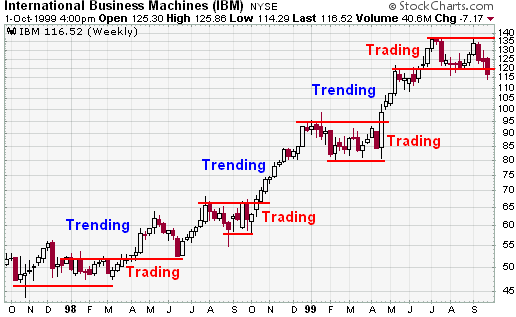 International Business Machines (IBM) NYSE © StockCharts.com
1-Oct-1999 4:00pm Open 125.30 High 125.86 Low 114.29 Last 116.52 Volume 40.6M Chg -7.17
IBM 116.52 (Weekly)
140
135
Trading
130
125
120
115
110
Trending
105
100
95
90
Trading
85
80
Trending
75
70
65
Trading
60
Trending
55
50
Trading
45
O N D 98 F M A M J J A S O N D 99 F M A M J J A S